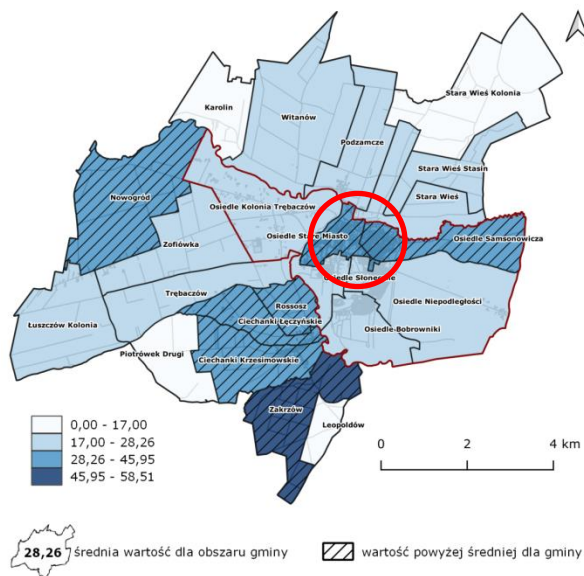 Stara Wieś Kolonia
Karolin
Witanów
Podzamcze
Stara Wieś Stasin
Nowogród
Stara Wieś
Osiedle Kolonia Trębaczów
Osiedle Stare Miasto
Osiedle Samsonowicza
Zofiówka
Osiedle Słoneczne
Trębaczów
Osiedle Niepodległości
Rossosz
Łuszczów Kolonia
Ciechanki Łęczyńskie
Osiedle Bobrowniki
Piotrówek Drugi
Ciechanki Krzesimowskie
Zakrzów
Leopoldów
0,00 - 17,00
17,00 - 28,26
28,26 - 45,95
45,95 - 58,51
0 2 4 km
28,26 średnia wartość dla obszaru gminy
wartość powyżej średniej dla gminy